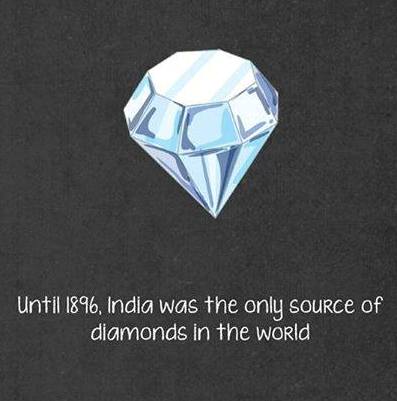 Until 1896, India was the only source of
diamonds in the world